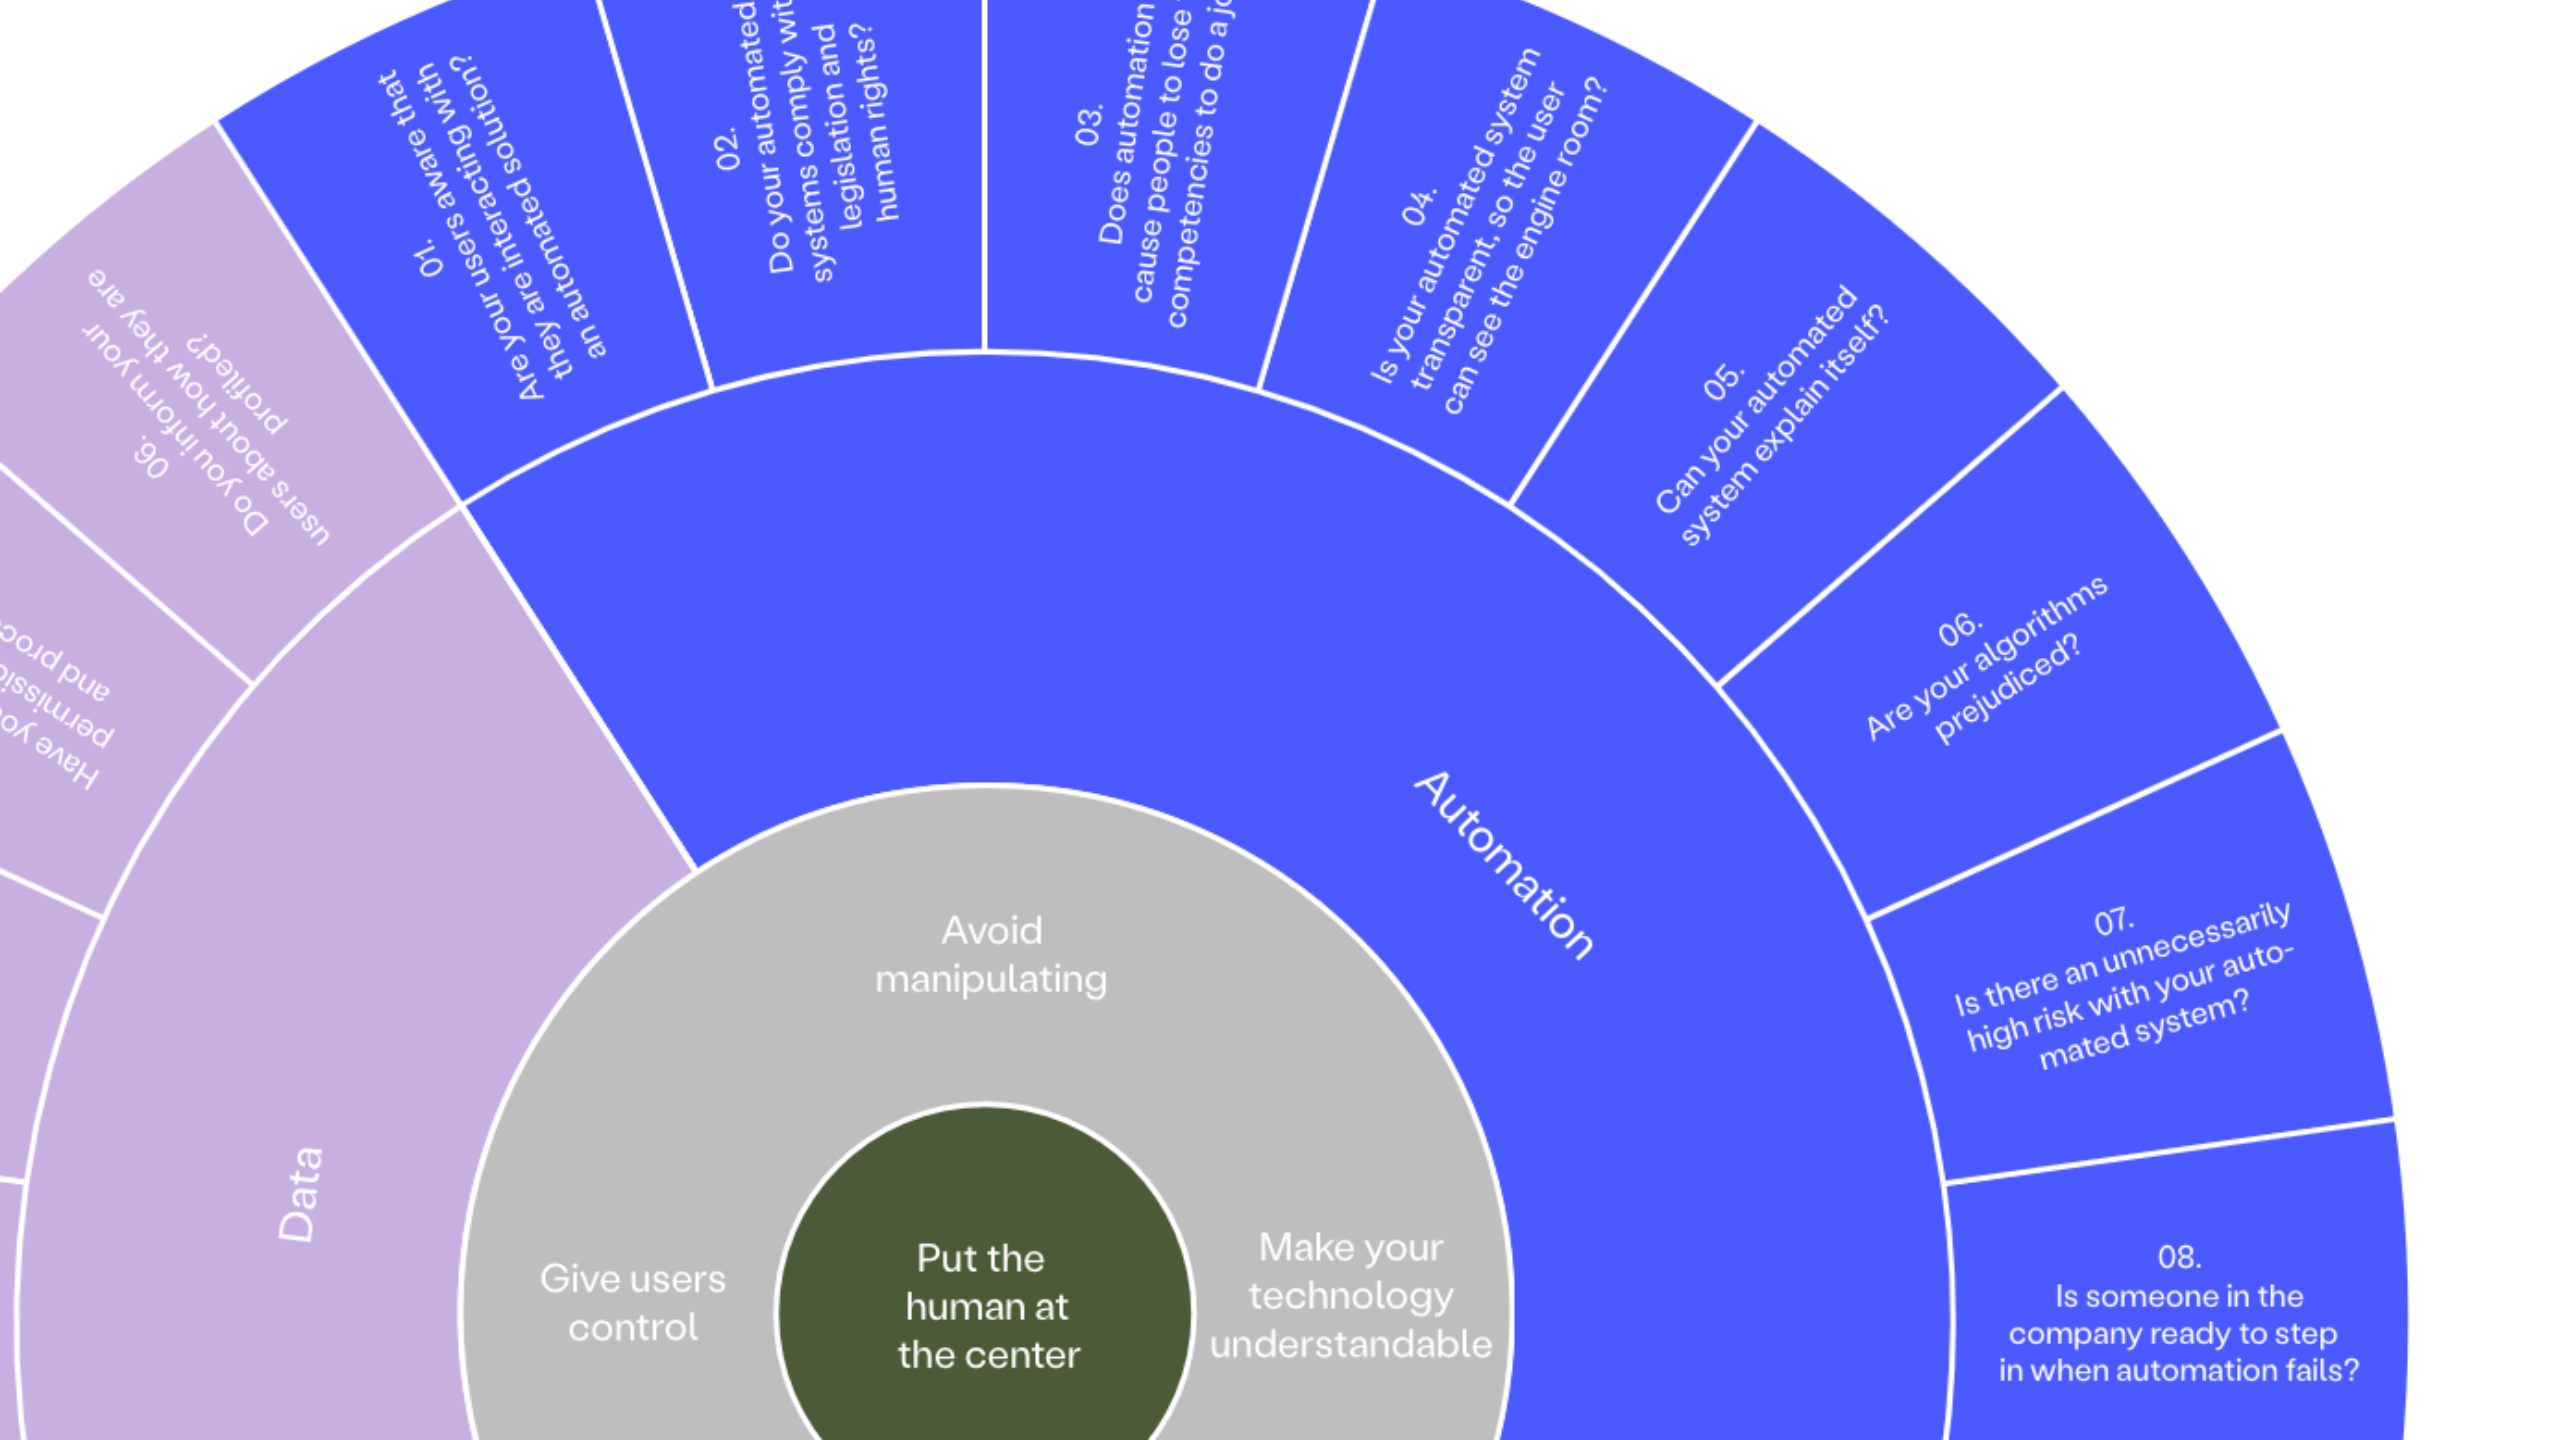 Put the
human at
the center
Avoid
manipulating
Give users
control
Make your
technology
understandable
Data
Automation
01.
Are your users aware that
they are interacting with
an automated solution?
02.
Do your automated
systems comply
legislation and
human rights?
03.
Does automation
cause people to lose
competencies to do a
04.
Is your automated system
transparent, so the user
can see the engine room?
05.
Can your automated
system explain itself?
06.
Are your algorithms
prejudiced?
07.
Is there an unnecessarily
high risk with your auto-
mated system?
08.
Is someone in the
company ready to step
in when automation fails?
06.
Do you inform your
users about how they are
profiled?
Have
and